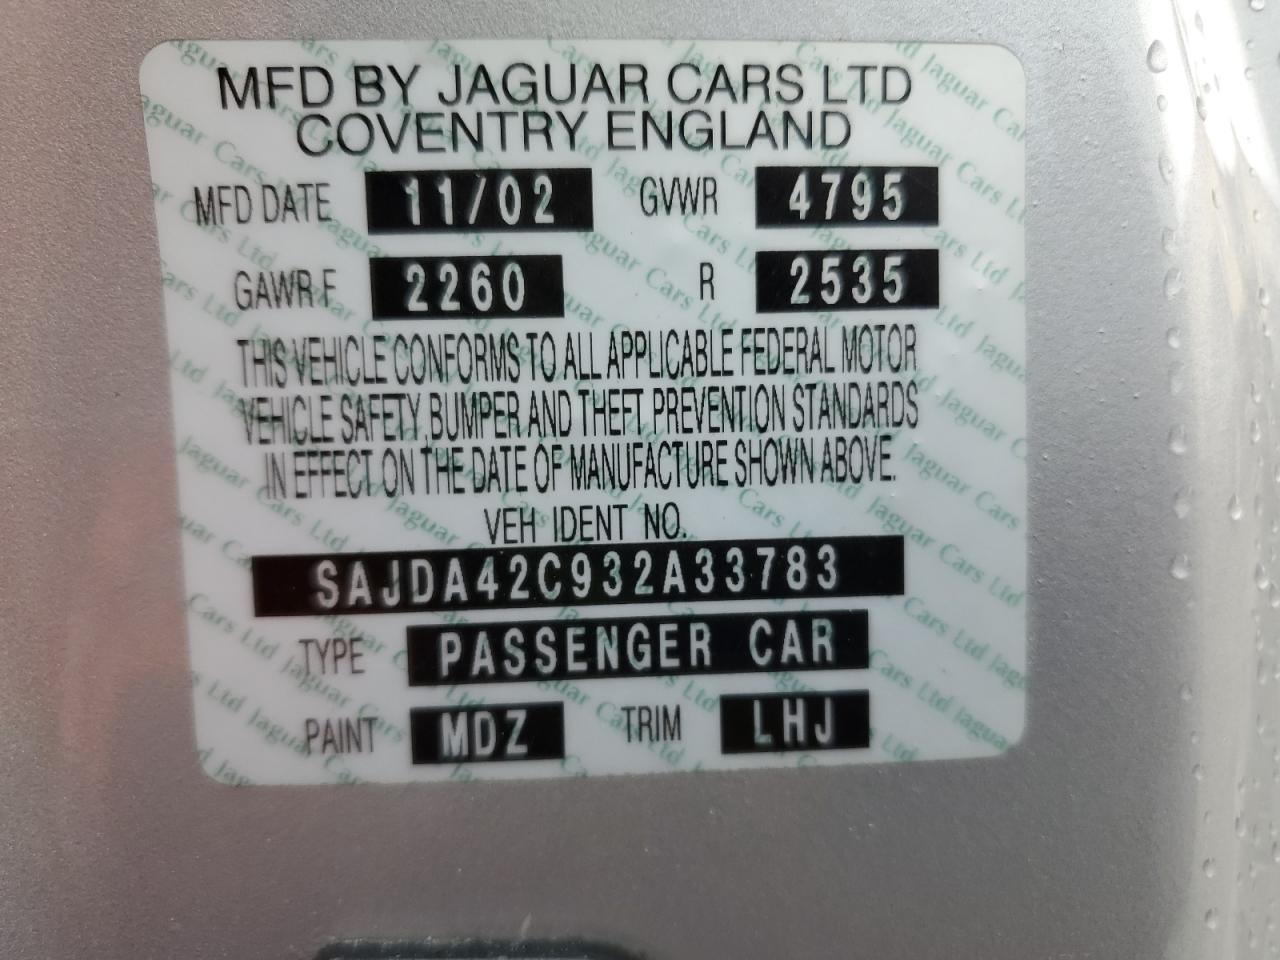 MFD BY JAGUAR CARS LTD
COVENTRY ENGLAND
MFD DATE 11/02 GVWR 4795
GAWR F 2260 R 2535
THIS VEHICLE CONFORMS TO ALL APPLICABLE FEDERAL MOTOR
VEHICLE SAFETY, BUMPER AND THEFT PREVENTION STANDARDS
IN EFFECT ON THE DATE OF MANUFACTURE SHOWN ABOVE.
VEH IDENT NO.
SAJDA42C932A33783
TYPE PASSENGER CAR
PAINT MDZ TRIM LHJ